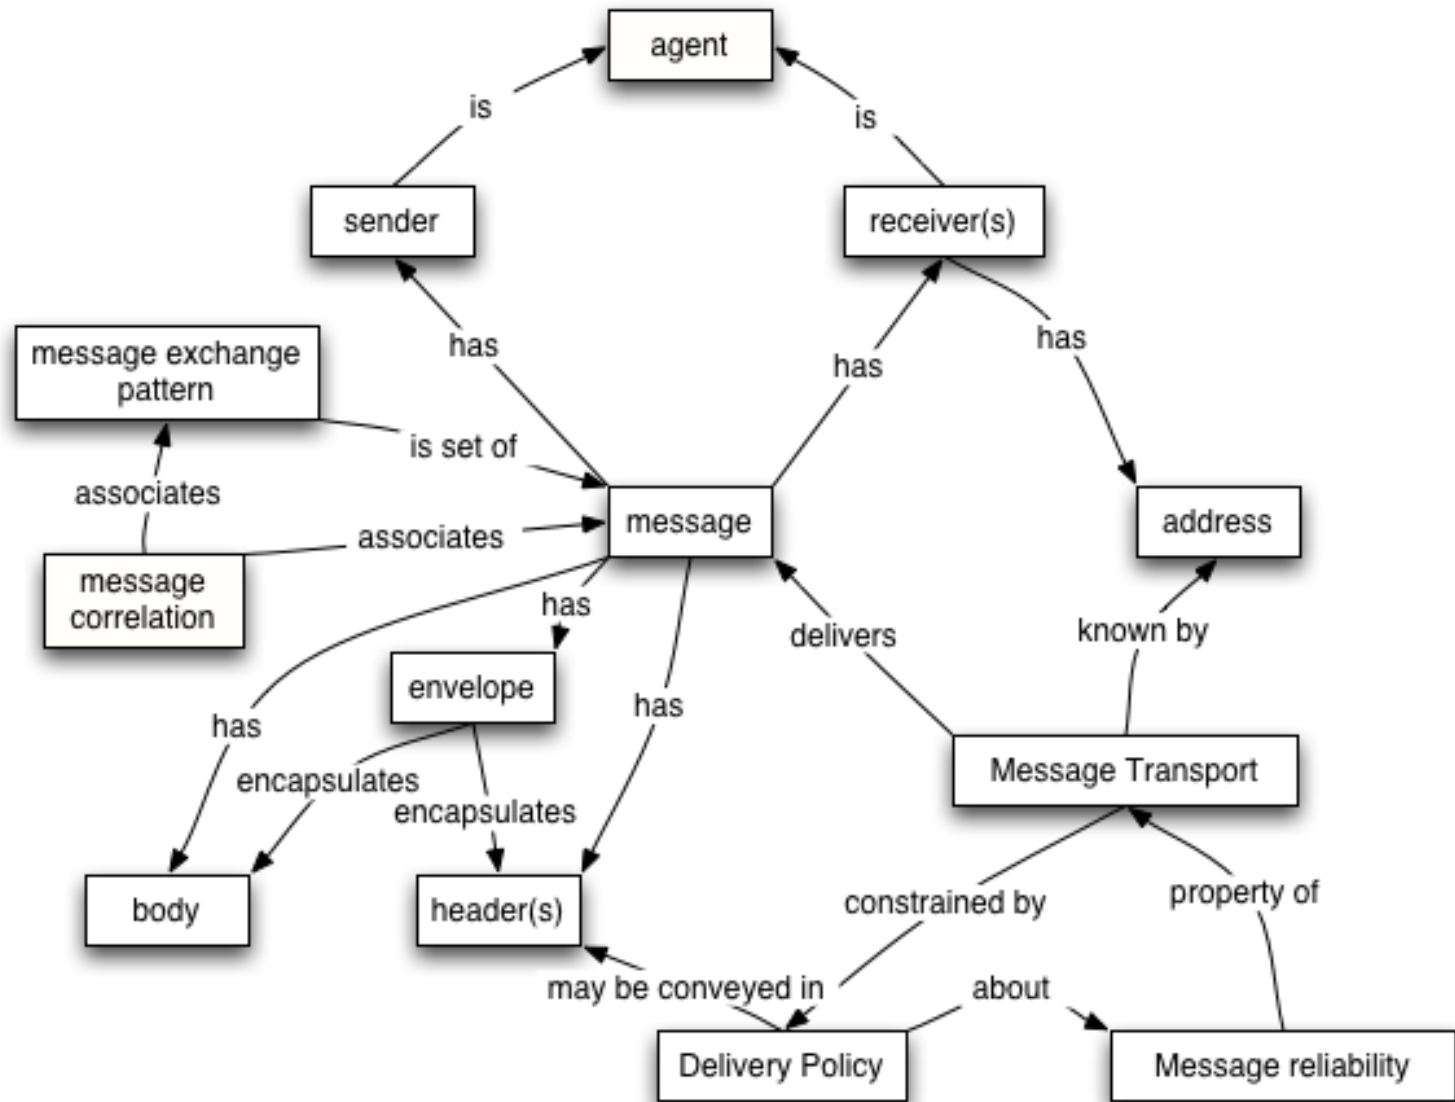 agent
is
is
sender
receiver(s)
has
has
has
message exchange
pattern
is set of
associates
associates
message
address
message
correlation
has
delivers
known by
envelope
has
has
encapsulates
encapsulates
Message Transport
body
header(s)
constrained by
property of
may be conveyed in
about
Delivery Policy
Message reliability